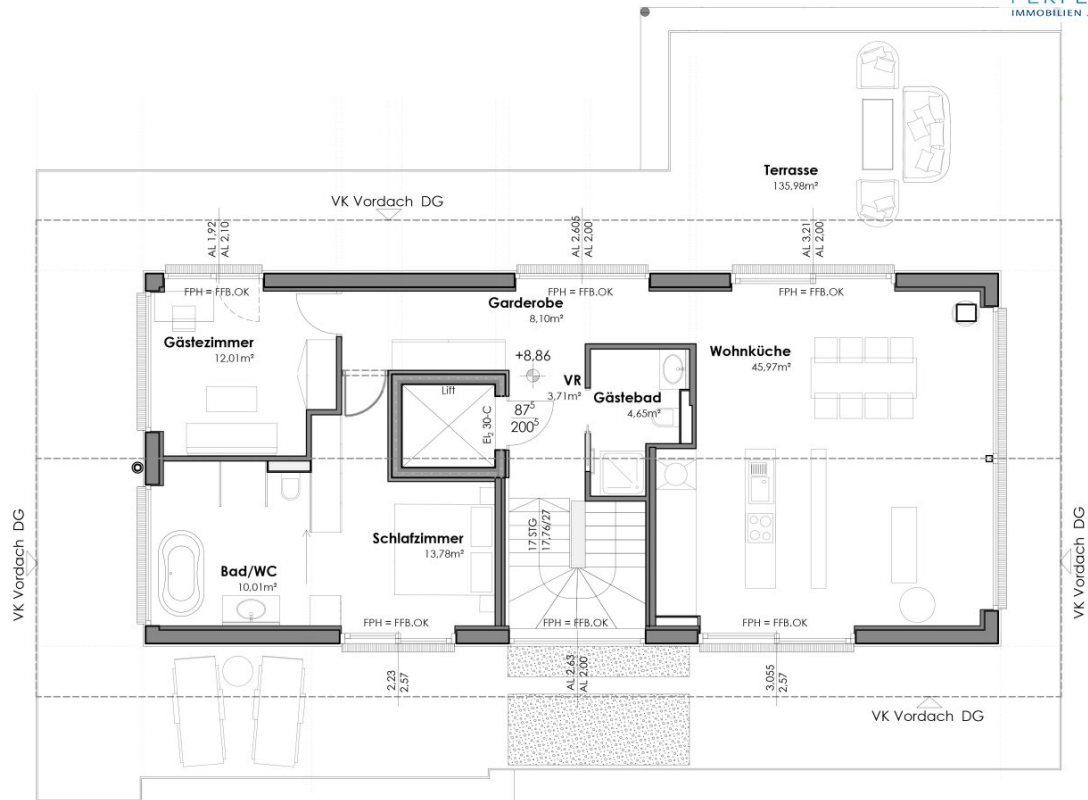 IMMOBILIEN
Terrasse
135,98m²
VK Vordach DG
AL 1.92
AL 2.10
AL 2.605
AL 2.00
AL 3.21
AL 2.00
FPH = FFB.OK
FPH = FFB.OK
FPH = FFB.OK
Garderobe
8,10m²
Gästezimmer
12,01m²
+8,86
Wohnküche
45,97m²
VR
3,71m²
Gästebad
4,65m²
Lift
EI₂ 30-C
87⁵
200⁵
17 STG
17,76/27
Schlafzimmer
13,78m²
Bad/WC
10,01m²
VK Vordach DG
VK Vordach DG
FPH = FFB.OK
FPH = FFB.OK
FPH = FFB.OK
2.23
2.57
AL 2.63
AL 2.00
3.055
2.57
VK Vordach DG